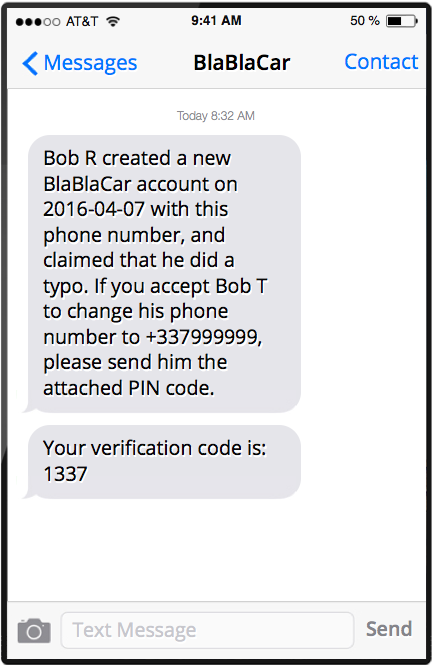 AT&T 9:41 AM 50 %
Messages BlaBlaCar Contact
Today 8:32 AM
Bob R created a new
BlaBlaCar account on
2016-04-07 with this
phone number, and
claimed that he did a
typo. If you accept Bob T
to change his phone
number to +337999999,
please send him the
attached PIN code.
Your verification code is:
1337
Text Message Send